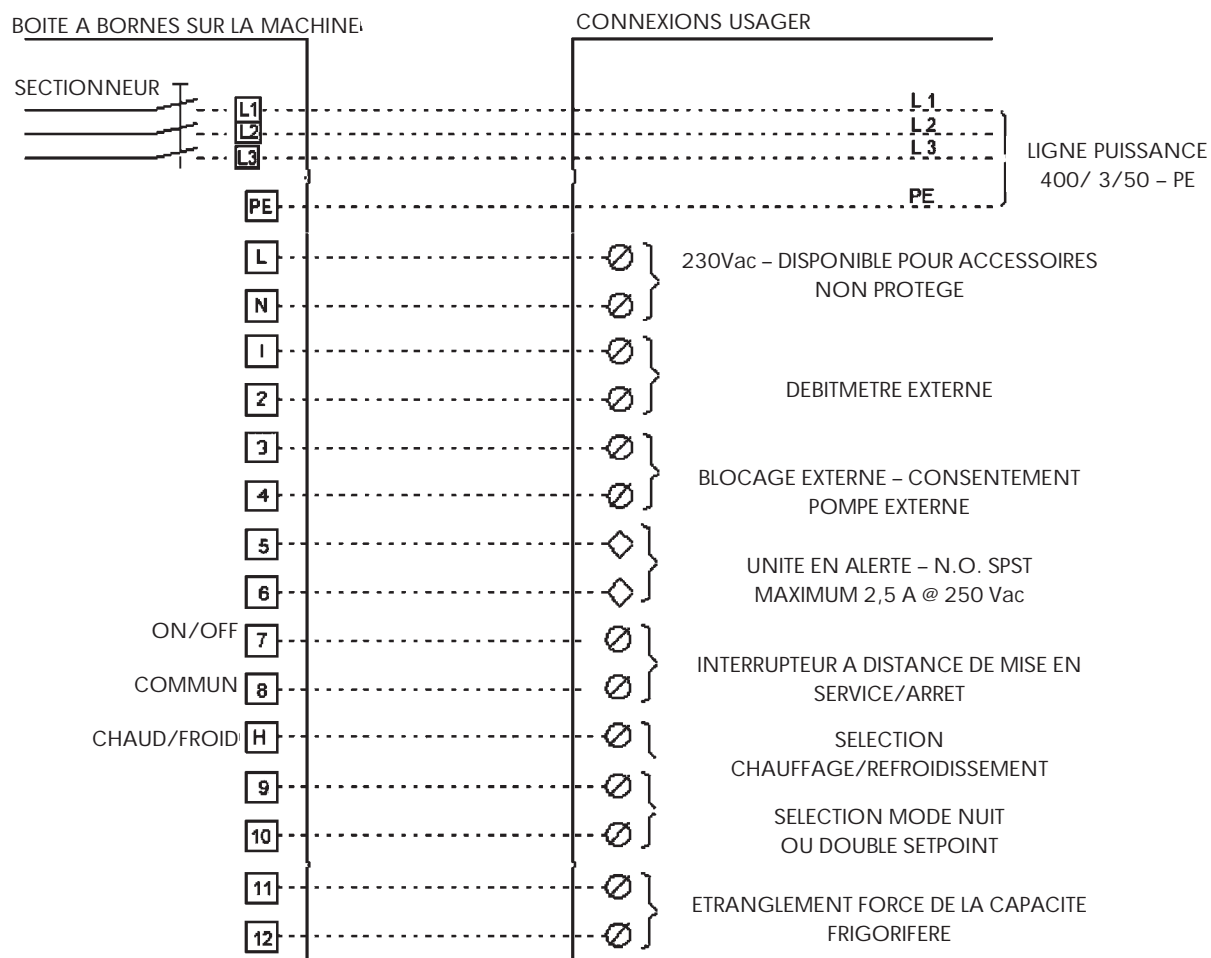 BOITE A BORNES SUR LA MACHINE
CONNEXIONS USAGER
SECTIONNEUR
L1
L 1
L2
L 2
L3
L 3
LIGNE PUISSANCE
400/ 3/50 – PE
PE
PE
L
230Vac – DISPONIBLE POUR ACCESSOIRES
NON PROTEGE
N
1
DEBITMETRE EXTERNE
2
3
BLOCAGE EXTERNE – CONSENTEMENT
POMPE EXTERNE
4
5
UNITE EN ALERTE – N.O. SPST
MAXIMUM 2,5 A @ 250 Vac
6
ON/OFF 7
INTERRUPTEUR A DISTANCE DE MISE EN
SERVICE/ARRET
COMMUN 8
CHAUD/FROID H
SELECTION
CHAUFFAGE/REFROIDISSEMENT
9
SELECTION MODE NUIT
OU DOUBLE SETPOINT
10
11
ETRANGLEMENT FORCE DE LA CAPACITE
FRIGORIFERE
12